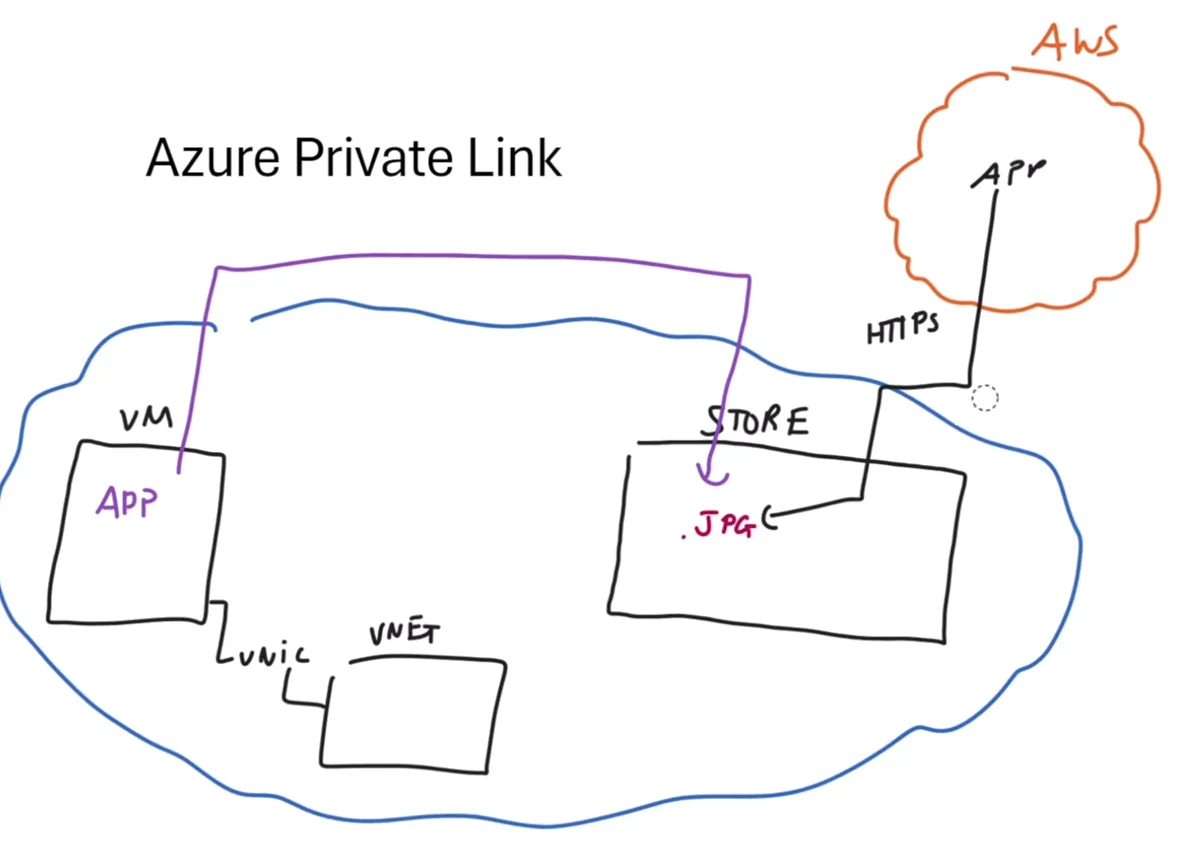 AWS
APP
Azure Private Link
HTTPS
VM
STORE
APP
.JPG
VNET
VNIC